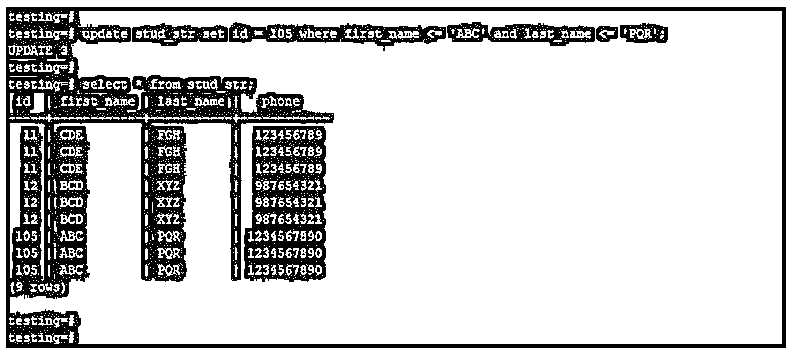 testing=#
testing=# update stud_str set id = 105 where first_name <= 'ABC' and last_name <= 'PQR';
UPDATE 3
testing=#
testing=# select * from stud_str;
id | first_name | last_name | phone
11 | CDE | FGH | 123456789
11 | CDE | FGH | 123456789
11 | CDE | FGH | 123456789
12 | BCD | XYZ | 987654321
12 | BCD | XYZ | 987654321
12 | BCD | XYZ | 987654321
105 | ABC | PQR | 1234567890
105 | ABC | PQR | 1234567890
105 | ABC | PQR | 1234567890
(9 rows)
testing=#
testing=#